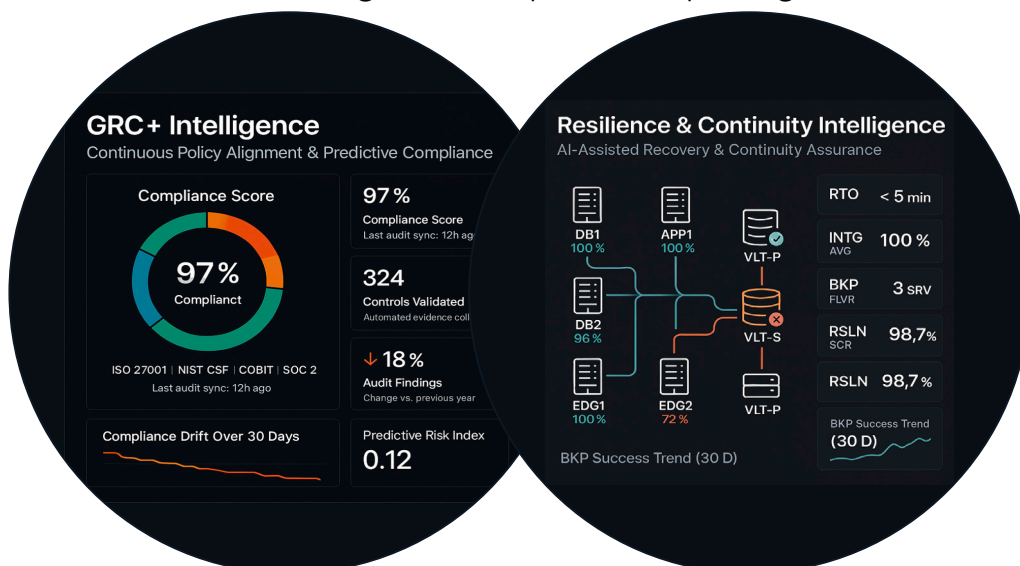 GRC+ Intelligence
Continuous Policy Alignment & Predictive Compliance
Compliance Score
97%
Compliant
ISO 27001 | NIST CSF | COBIT | SOC 2
Last audit sync: 12h ago
97%
Compliance Score
Last audit sync: 12h ag
324
Controls Validated
Automated evidence coll
↓ 18%
Audit Findings
Change vs. previous year
Compliance Drift Over 30 Days
Predictive Risk Index
0.12
Resilience & Continuity Intelligence
AI-Assisted Recovery & Continuity Assurance
DB1
100%
APP1
100%
VLT-P
DB2
96%
VLT-S
EDG1
100%
EDG2
72%
VLT-P
BKP Success Trend (30 D)
RTO < 5 min
INTG 100%
AVG
BKP 3 SRV
FLVR
RSLN 98,7%
SCR
RSLN 98,7%
BKP Success Trend
(30 D)